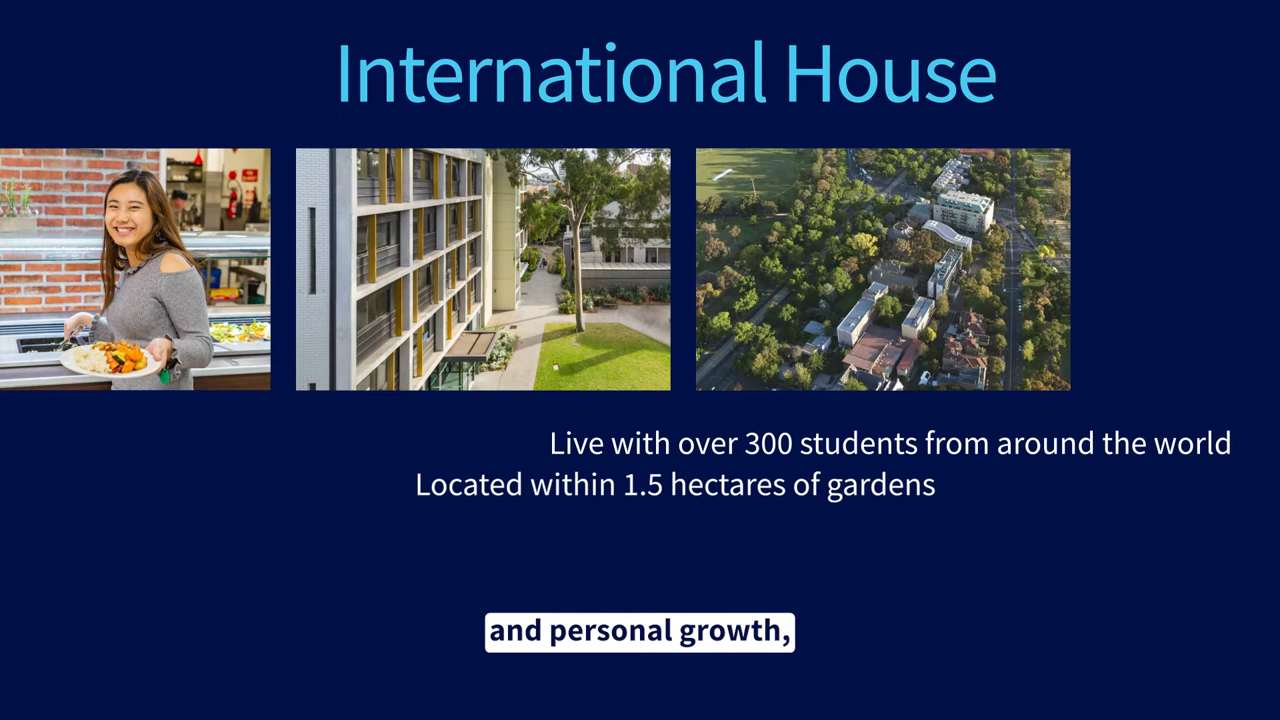 International House
Live with over 300 students from around the world
Located within 1.5 hectares of gardens
and personal growth,